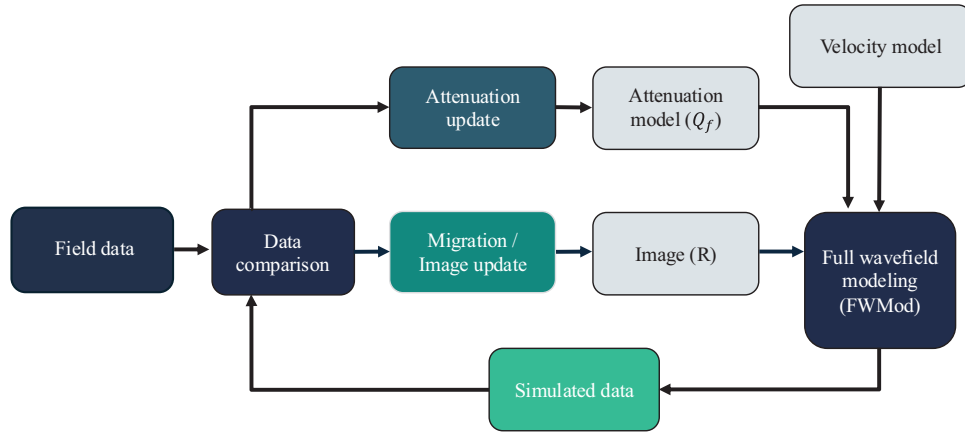 Velocity model
Attenuation
update
Attenuation
model (Q_f)
Field data
Data
comparison
Migration /
Image update
Image (R)
Full wavefield
modeling
(FWMod)
Simulated data